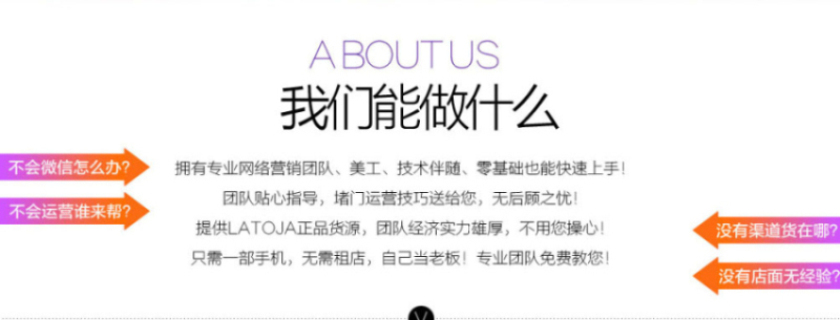 ABOUT US
我们能做什么
不会微信怎么办?
拥有专业网络营销团队、美工、技术伴随、零基础也能快速上手!
团队贴心指导，堵门运营技巧送给您，无后顾之忧!
不会运营谁来帮?
提供LATOJA正品货源，团队经济实力雄厚，不用您操心!
没有渠道货在哪?
只需一部手机，无需租店，自己当老板! 专业团队免费教您!
没有店面无经验?